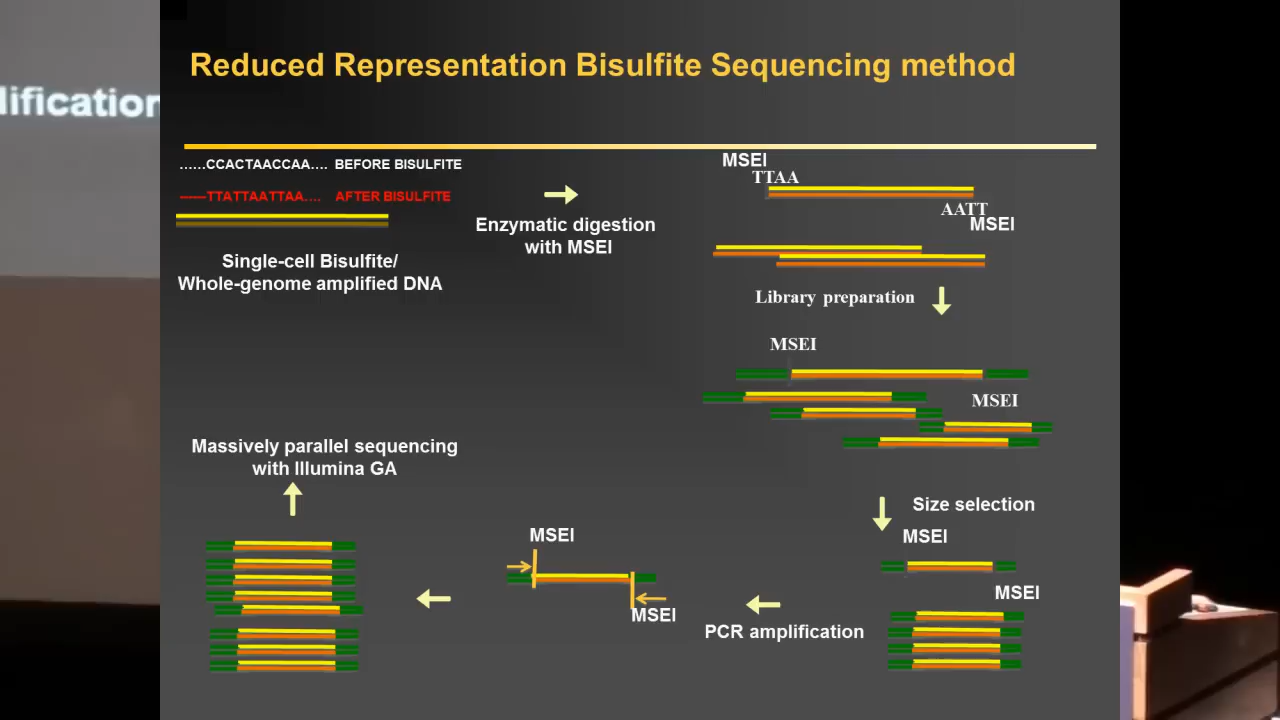 Reduced Representation Bisulfite Sequencing method
lification
......CCACTAACCAA.... BEFORE BISULFITE
------TTATTAATTAA.... AFTER BISULFITE
Single-cell Bisulfite/
Whole-genome amplified DNA
Enzymatic digestion
with MSEI
MSEI
TTAA
AATT
MSEI
Library preparation
MSEI
MSEI
Size selection
MSEI
MSEI
PCR amplification
MSEI
MSEI
Massively parallel sequencing
with Illumina GA